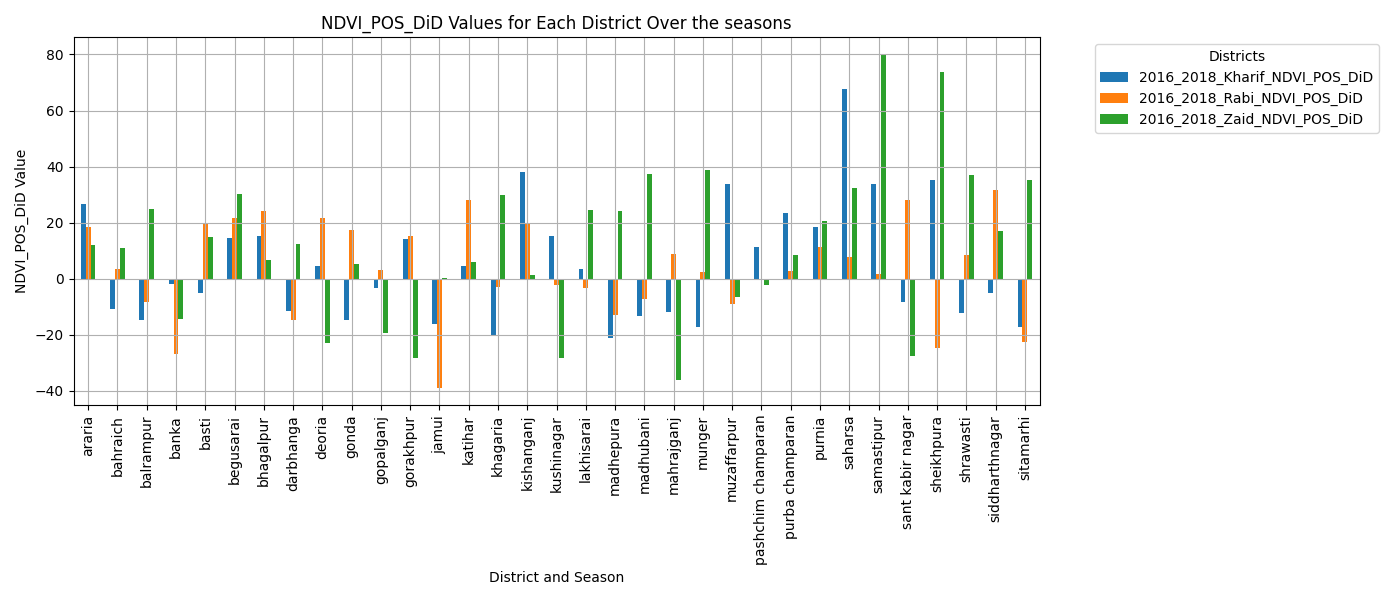 NDVI_POS_DiD Values for Each District Over the seasons
Districts
2016_2018_Kharif_NDVI_POS_DiD
2016_2018_Rabi_NDVI_POS_DiD
2016_2018_Zaid_NDVI_POS_DiD
NDVI_POS_DiD Value
80
60
40
20
0
−20
−40
araria
bahraich
balrampur
banka
basti
begusarai
bhagalpur
darbhanga
deoria
gonda
gopalganj
gorakhpur
jamui
katihar
khagaria
kishanganj
kushinagar
lakhisarai
madhepura
madhubani
mahrajganj
munger
muzaffarpur
pashchim champaran
purba champaran
purnia
saharsa
samastipur
sant kabir nagar
sheikhpura
shrawasti
siddharthnagar
sitamarhi
District and Season